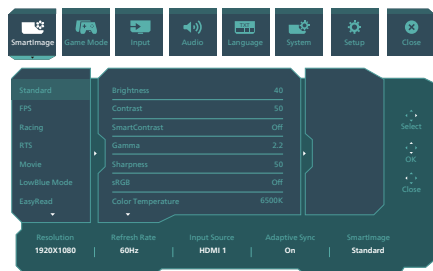 TXT
SmartImage
Game Mode
Input
Audio
Language
System
Setup
Close
Standard
FPS
Racing
RTS
Movie
LowBlue Mode
EasyRead
Brightness 40
Contrast 50
SmartContrast Off
Gamma 2.2
Sharpness 50
sRGB Off
Color Temperature 6500K
Select
OK
Close
Resolution Refresh Rate Input Source Adaptive Sync SmartImage
1920X1080 60Hz HDMI 1 On Standard